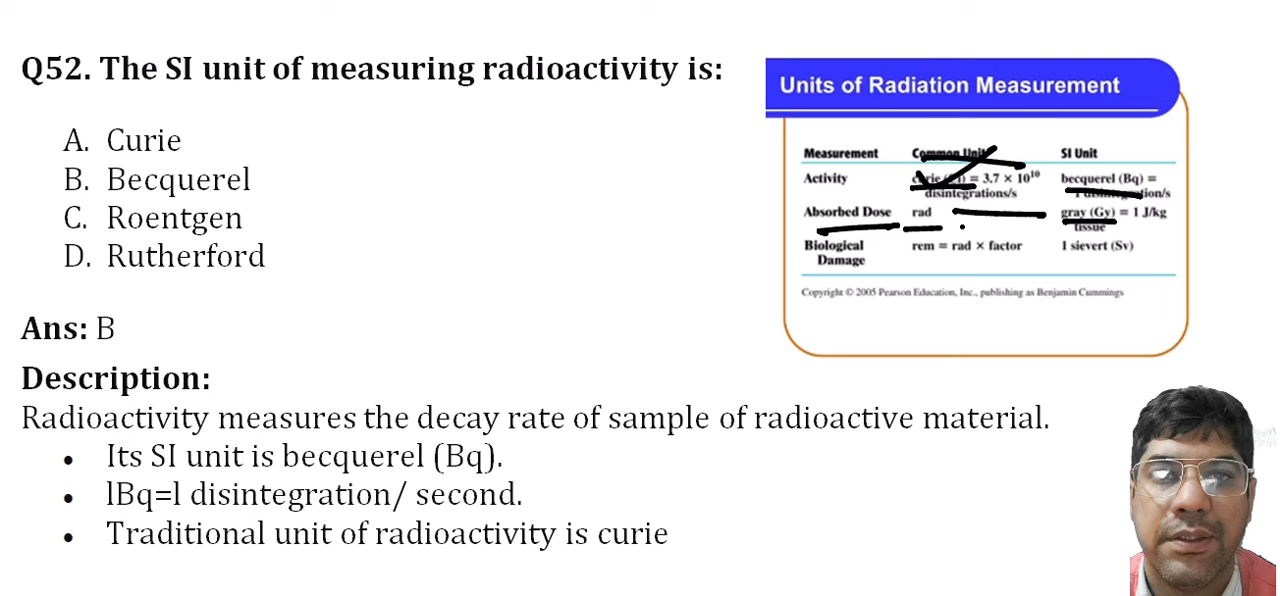 Q52. The SI unit of measuring radioactivity is:
A. Curie
B. Becquerel
C. Roentgen
D. Rutherford
Ans: B
Description:
Radioactivity measures the decay rate of sample of radioactive material.
• Its SI unit is becquerel (Bq).
• lBq=l disintegration/ second.
• Traditional unit of radioactivity is curie
Units of Radiation Measurement
Measurement Common Unit SI Unit
Activity = 3.7 × 10¹⁰ becquerel (Bq) =
disintegrations/s
Absorbed Dose rad gray (Gy) = 1 J/kg
tissue
Biological rem = rad × factor 1 sievert (Sv)
Damage
Copyright © 2005 Pearson Education, Inc., publishing as Benjamin Cummings